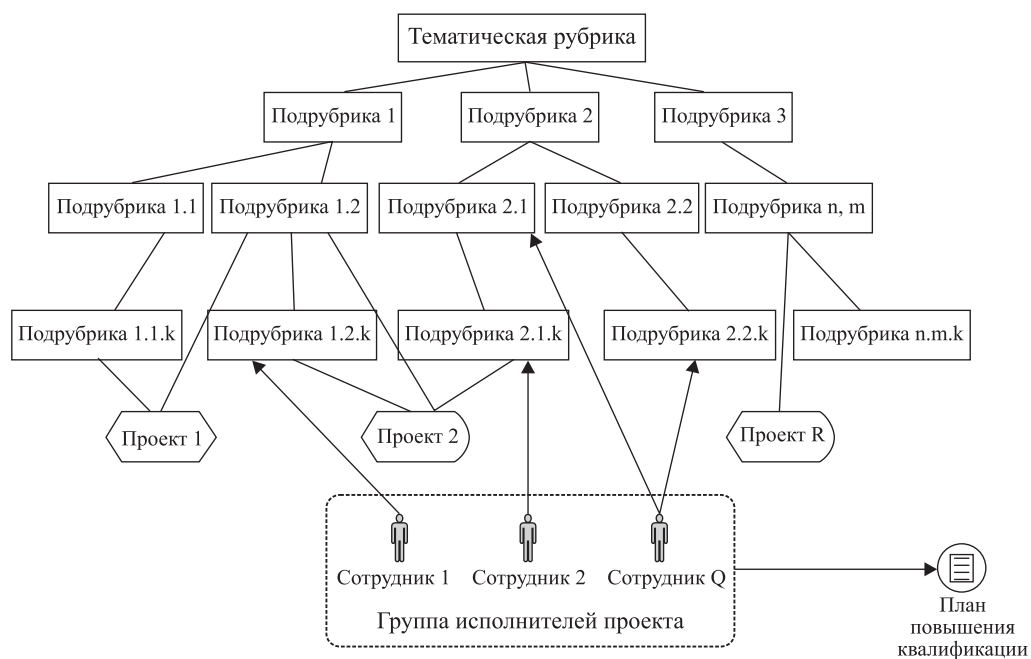 Тематическая рубрика
Подрубрика 1
Подрубрика 2
Подрубрика 3
Подрубрика 1.1
Подрубрика 1.2
Подрубрика 2.1
Подрубрика 2.2
Подрубрика n, m
Подрубрика 1.1.k
Подрубрика 1.2.k
Подрубрика 2.1.k
Подрубрика 2.2.k
Подрубрика n.m.k
Проект 1
Проект 2
Проект R
Сотрудник 1
Сотрудник 2
Сотрудник Q
Группа исполнителей проекта
План
повышения
квалификации